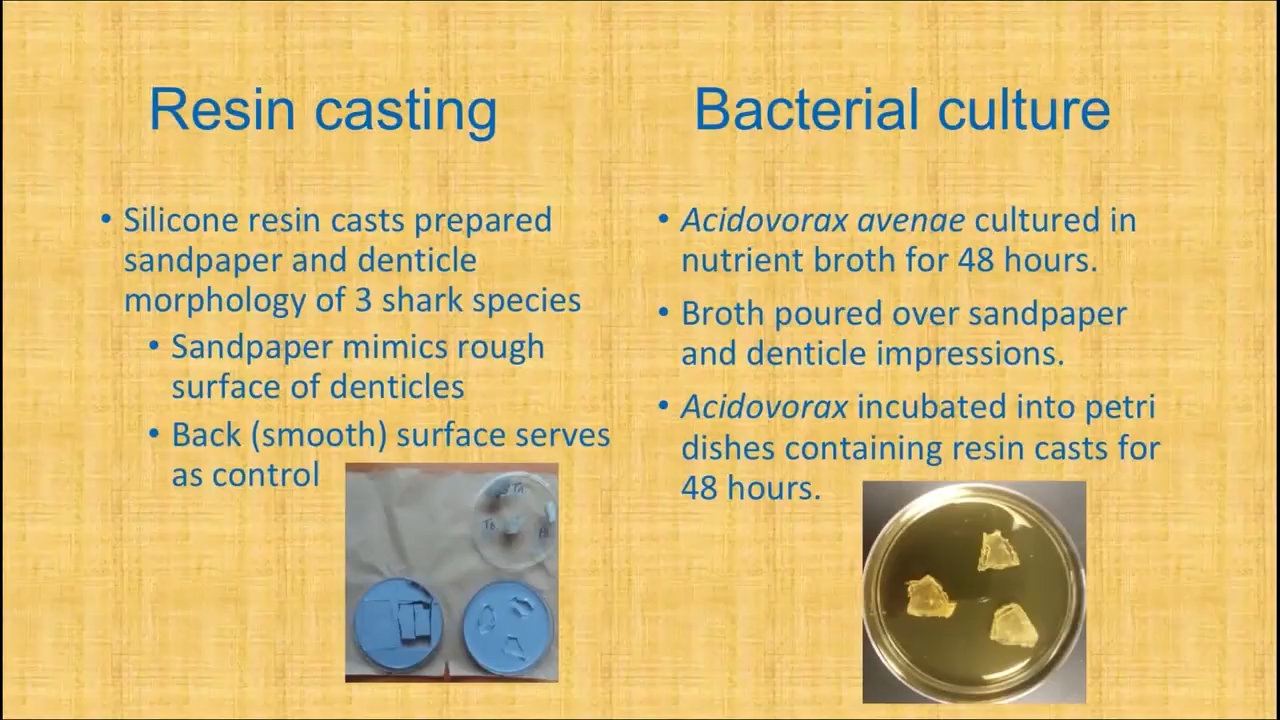 Resin casting
• Silicone resin casts prepared
sandpaper and denticle
morphology of 3 shark species
• Sandpaper mimics rough
surface of denticles
• Back (smooth) surface serves
as control
Bacterial culture
• Acidovorax avenae cultured in
nutrient broth for 48 hours.
• Broth poured over sandpaper
and denticle impressions.
• Acidovorax incubated into petri
dishes containing resin casts for
48 hours.